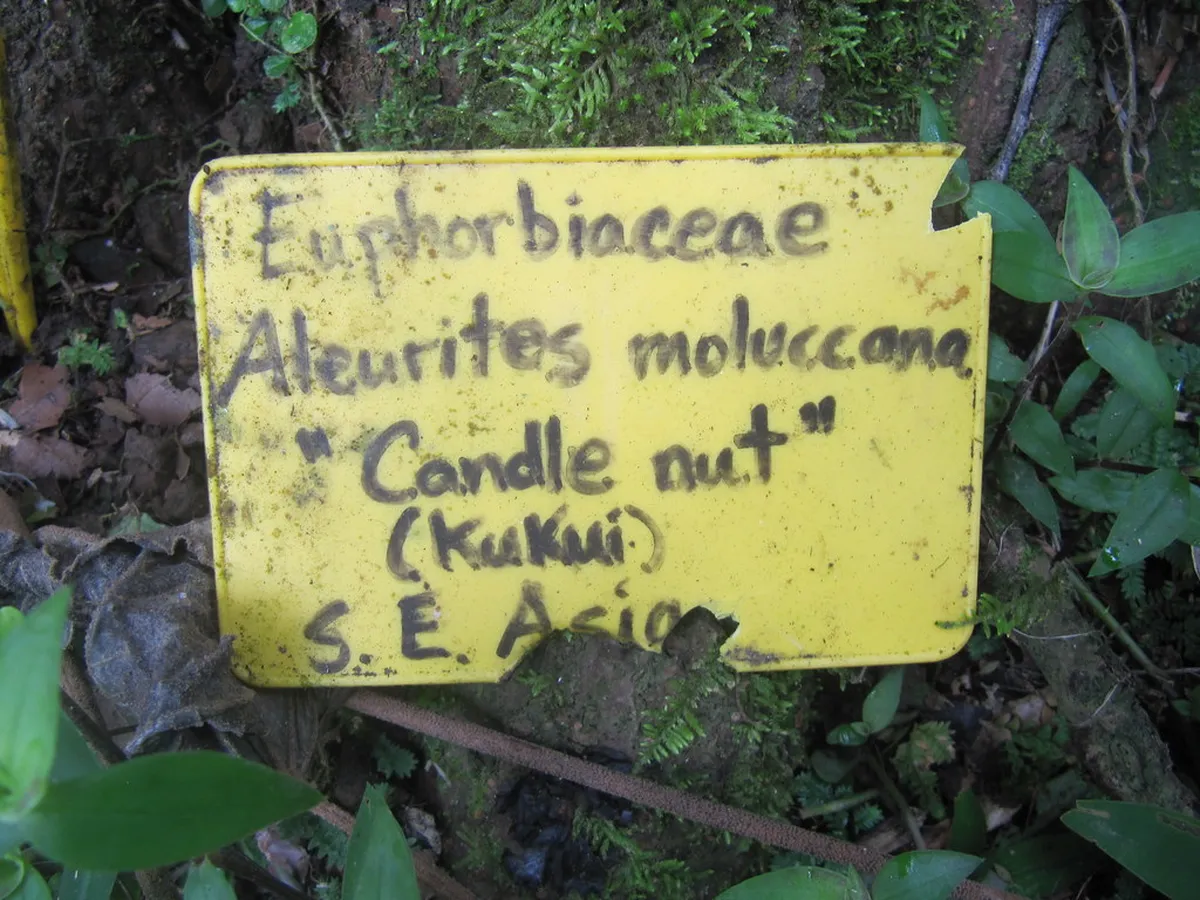 Euphorbiaceae
Aleurites moluccana
"Candle nut"
(Kukui)
S.E. Asia